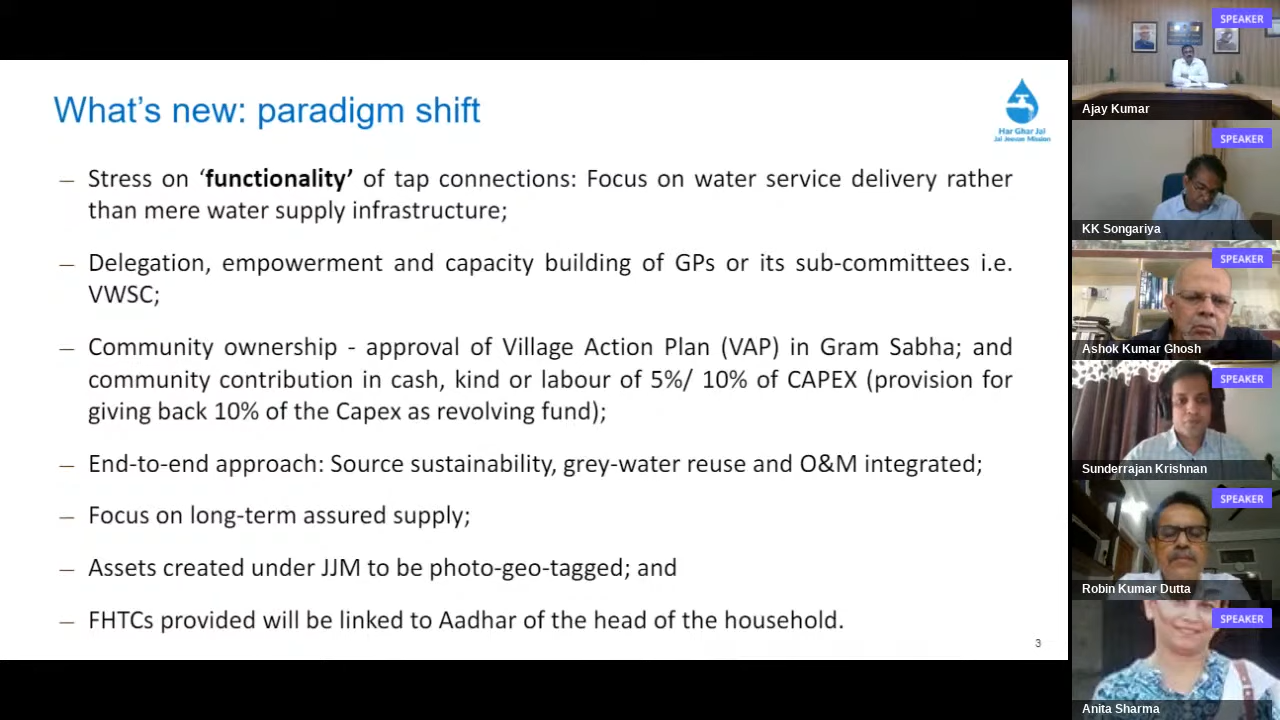 What's new: paradigm shift
Har Ghar Jal
Jal Jeevan Mission
– Stress on 'functionality' of tap connections: Focus on water service delivery rather
than mere water supply infrastructure;
– Delegation, empowerment and capacity building of GPs or its sub-committees i.e.
VWSC;
– Community ownership - approval of Village Action Plan (VAP) in Gram Sabha; and
community contribution in cash, kind or labour of 5%/ 10% of CAPEX (provision for
giving back 10% of the Capex as revolving fund);
– End-to-end approach: Source sustainability, grey-water reuse and O&M integrated;
– Focus on long-term assured supply;
– Assets created under JJM to be photo-geo-tagged; and
– FHTCs provided will be linked to Aadhar of the head of the household.
3
SPEAKER
Ajay Kumar
SPEAKER
KK Songariya
SPEAKER
Ashok Kumar Ghosh
SPEAKER
Sunderrajan Krishnan
SPEAKER
Robin Kumar Dutta
SPEAKER
Anita Sharma